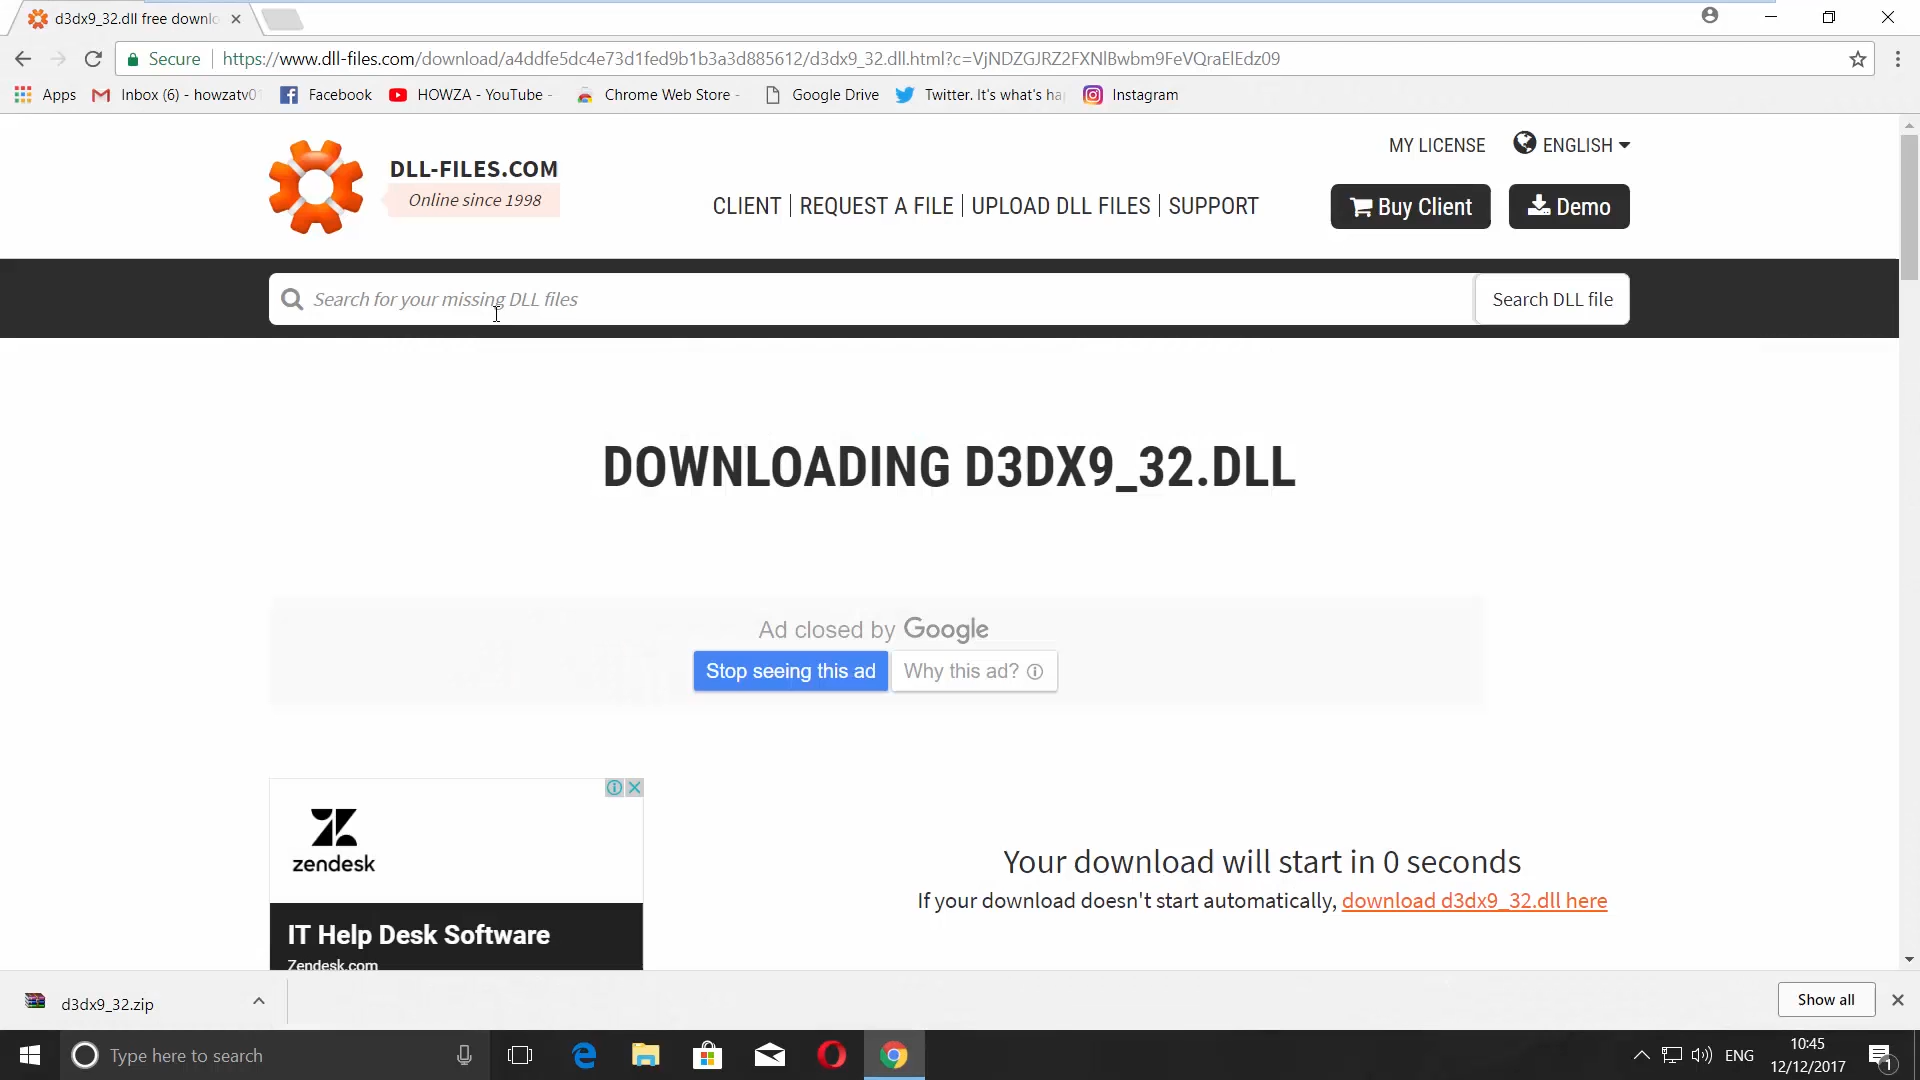 d3dx9_32.dll free downlo
Secure https://www.dll-files.com/download/a4ddfe5dc4e73d1fed9b1b3a3d885612/d3dx9_32.dll.html?c=VjNDZGJRZ2FXNlBwbm9FeVQraElEdz09
Apps Inbox (6) - howzatv01 Facebook HOWZA - YouTube - Chrome Web Store - Google Drive Twitter. It's what's ha Instagram
MY LICENSE ENGLISH
DLL-FILES.COM
Online since 1998
CLIENT REQUEST A FILE UPLOAD DLL FILES SUPPORT Buy Client Demo
Search for your missing DLL files Search DLL file
DOWNLOADING D3DX9_32.DLL
Ad closed by Google
Stop seeing this ad Why this ad?
zendesk
IT Help Desk Software
Zendesk.com
Your download will start in 0 seconds
If your download doesn't start automatically, download d3dx9_32.dll here
d3dx9_32.zip Show all
Type here to search ENG 10:45
12/12/2017 1